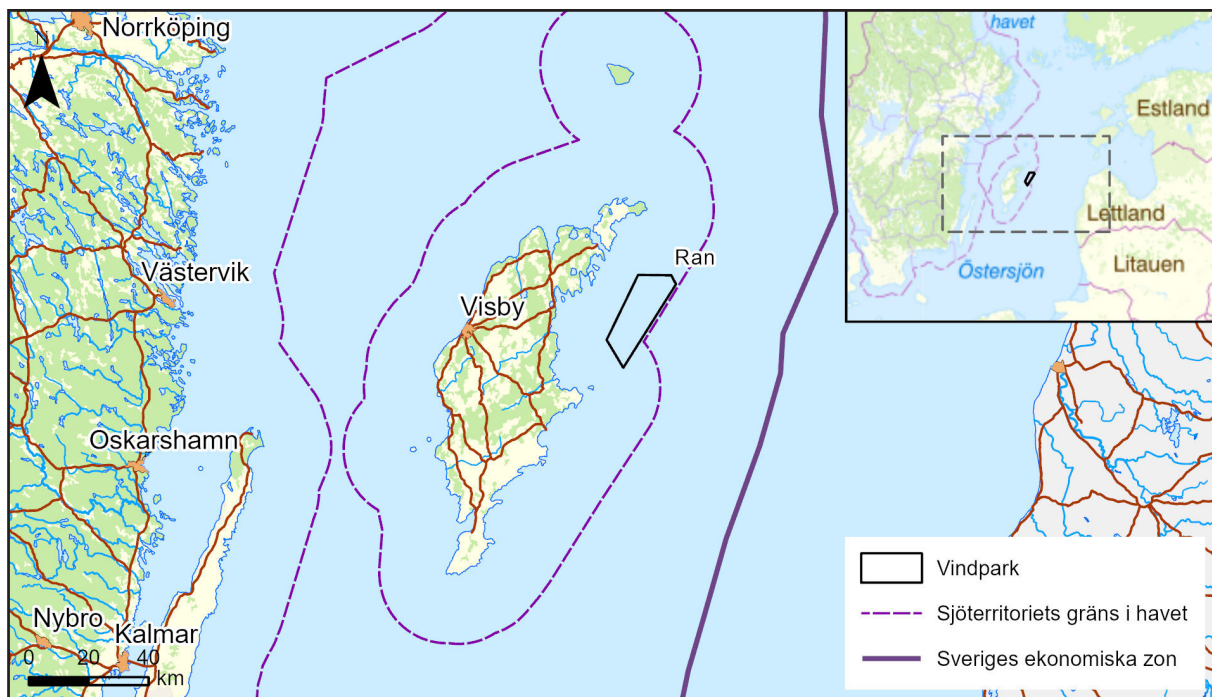 Norrköping
N
Västervik
Visby
Ran
Oskarshamn
Nybro
Kalmar
0 20 40
km
havet
Estland
Lettland
Östersjön
Litauen
Vindpark
Sjöterritoriets gräns i havet
Sveriges ekonomiska zon